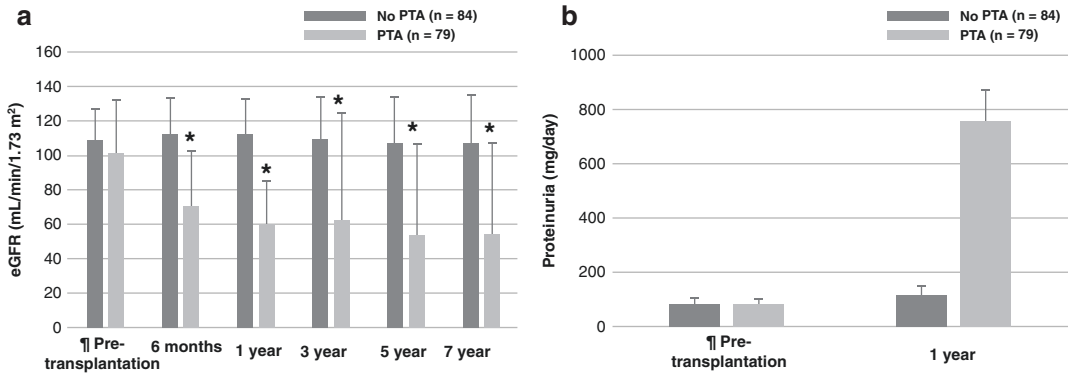 a
No PTA (n = 84)
PTA (n = 79)
eGFR (mL/min/1.73 m²)
160
140
120
100
80
60
40
20
0
*
*
*
*
*
¶ Pre-
transplantation
6 months
1 year
3 year
5 year
7 year
b
No PTA (n = 84)
PTA (n = 79)
Proteinuria (mg/day)
1000
800
600
400
200
0
¶ Pre-
transplantation
1 year